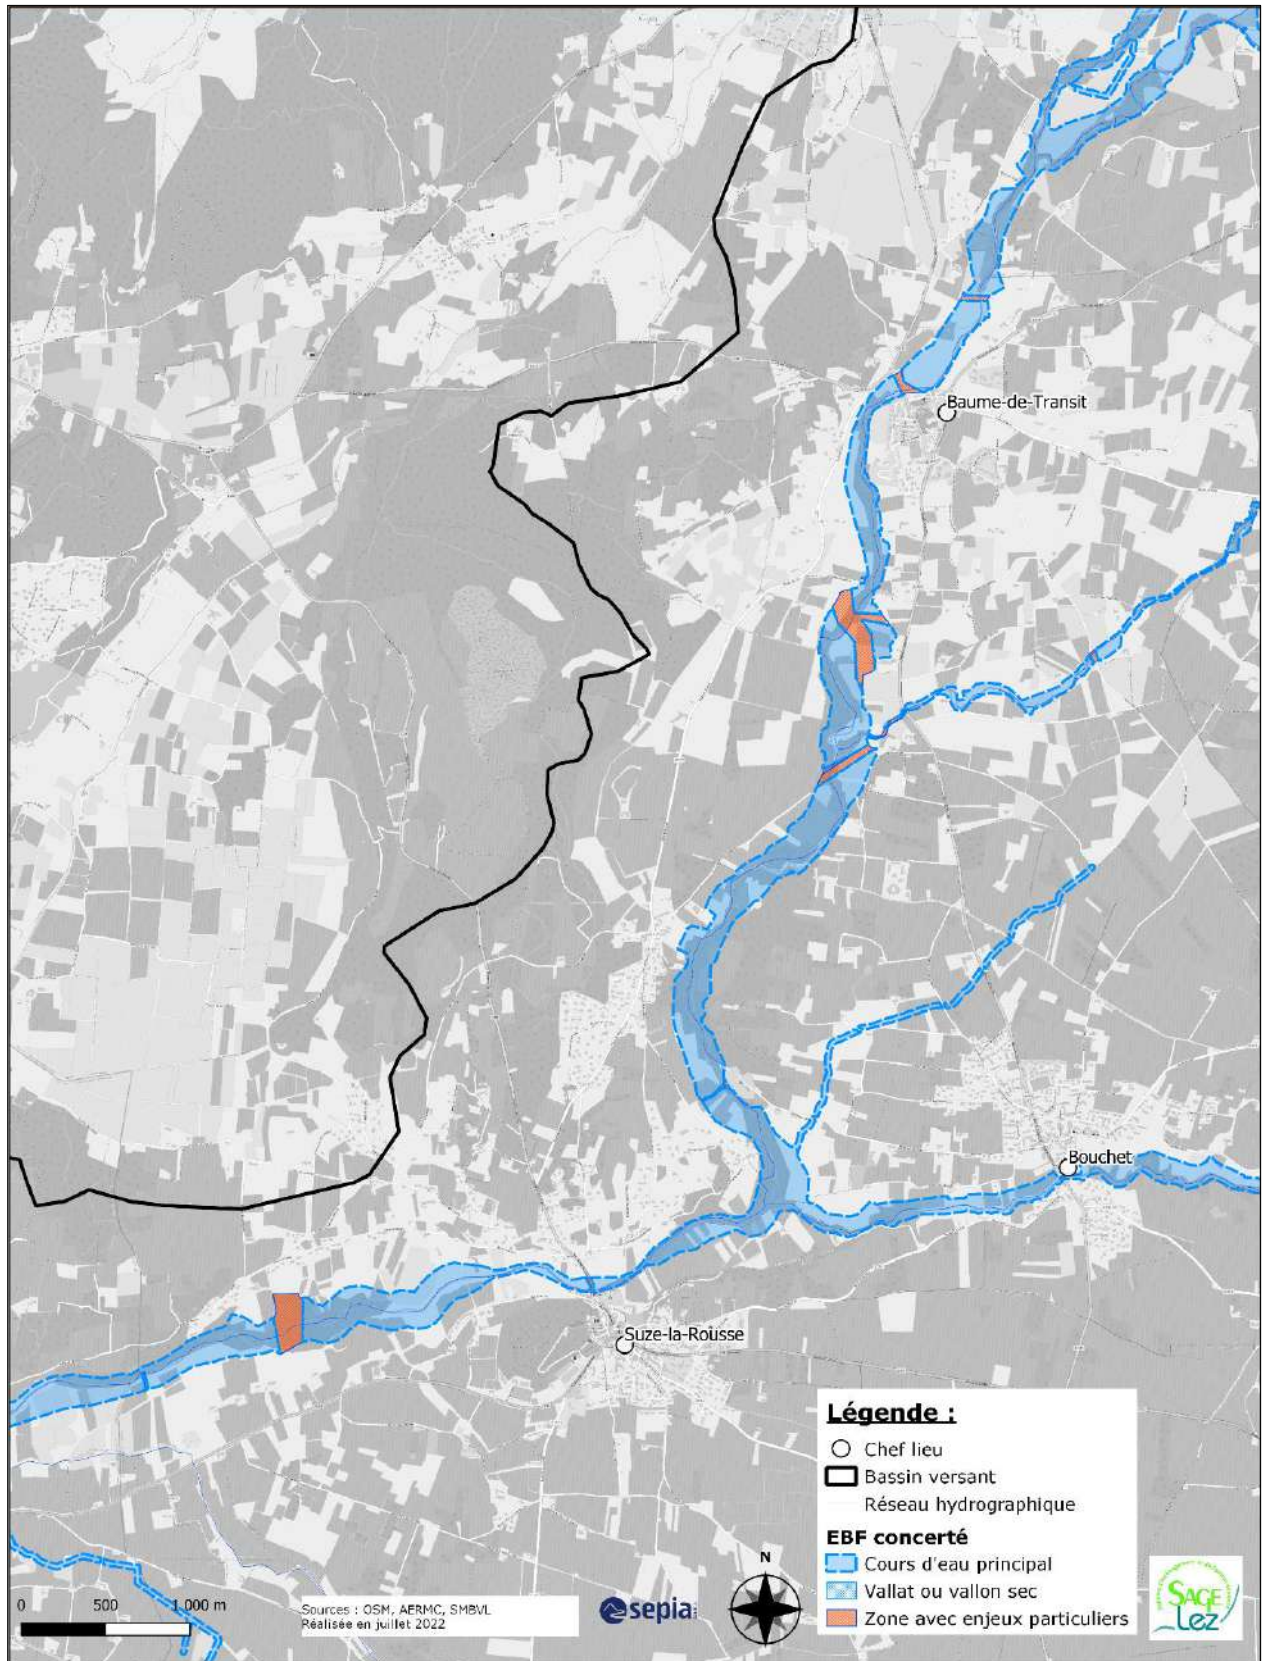 Baume-de-Transit
Bouchet
Suze-la-Rousse
Légende :
Chef lieu
Bassin versant
Réseau hydrographique
EBF concerté
Cours d'eau principal
Vallat ou vallon sec
Zone avec enjeux particuliers
0 500 1 000 m
Sources : OSM, AERMC, SMBVL
Réalisée en juillet 2022
sepia
N
SAGE
Lez